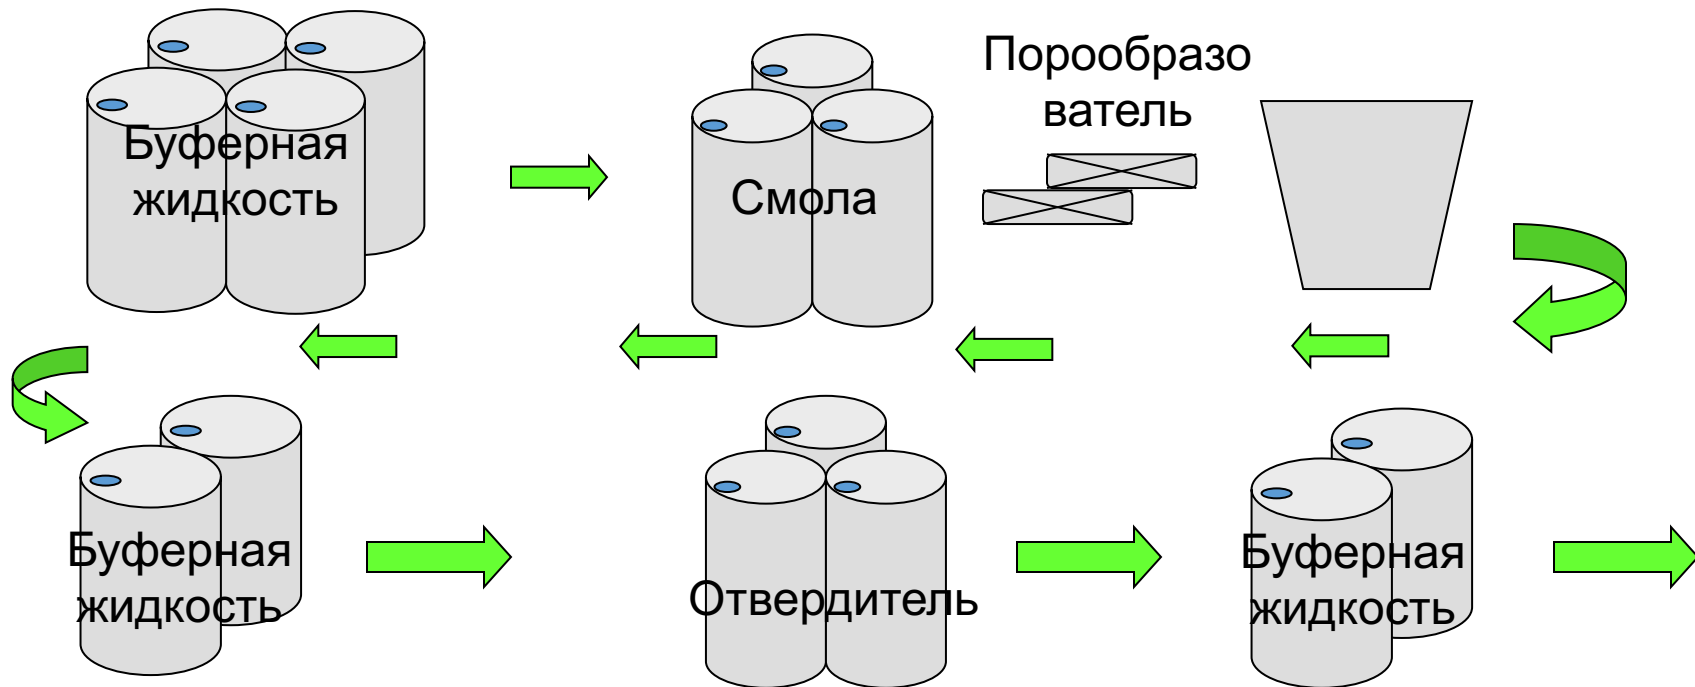 Буферная
жидкость
Смола
Порообразо
ватель
Буферная
жидкость
Отвердитель
Буферная
жидкость